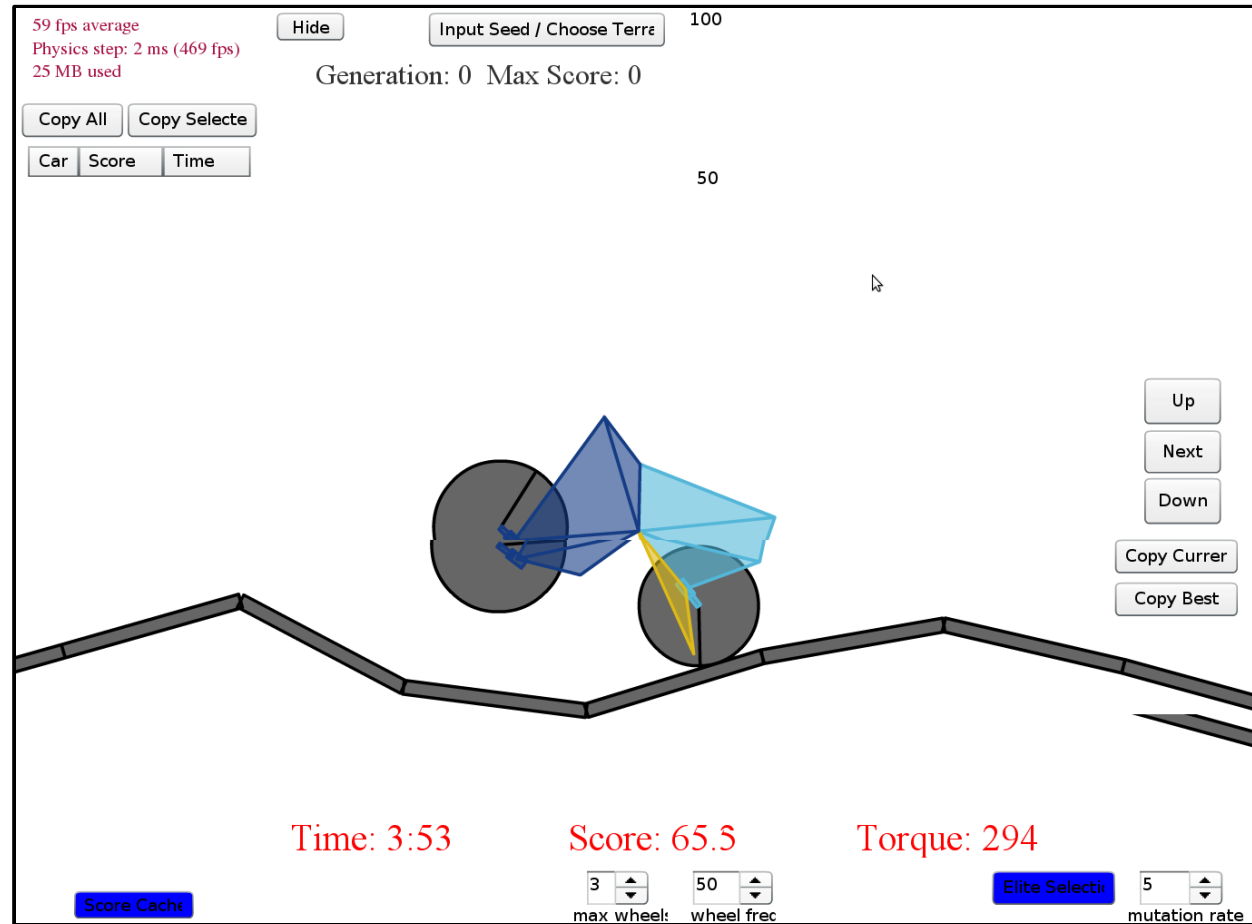 59 fps average
Physics step: 2 ms (469 fps)
25 MB used
Hide
Input Seed / Choose Terra
100
Generation: 0 Max Score: 0
Copy All
Copy Selecte
Car
Score
Time
50
Up
Next
Down
Copy Currer
Copy Best
Time: 3:53
Score: 65.5
Torque: 294
Score Cache
3
max wheels
50
wheel freq
Elite Selectic
5
mutation rate